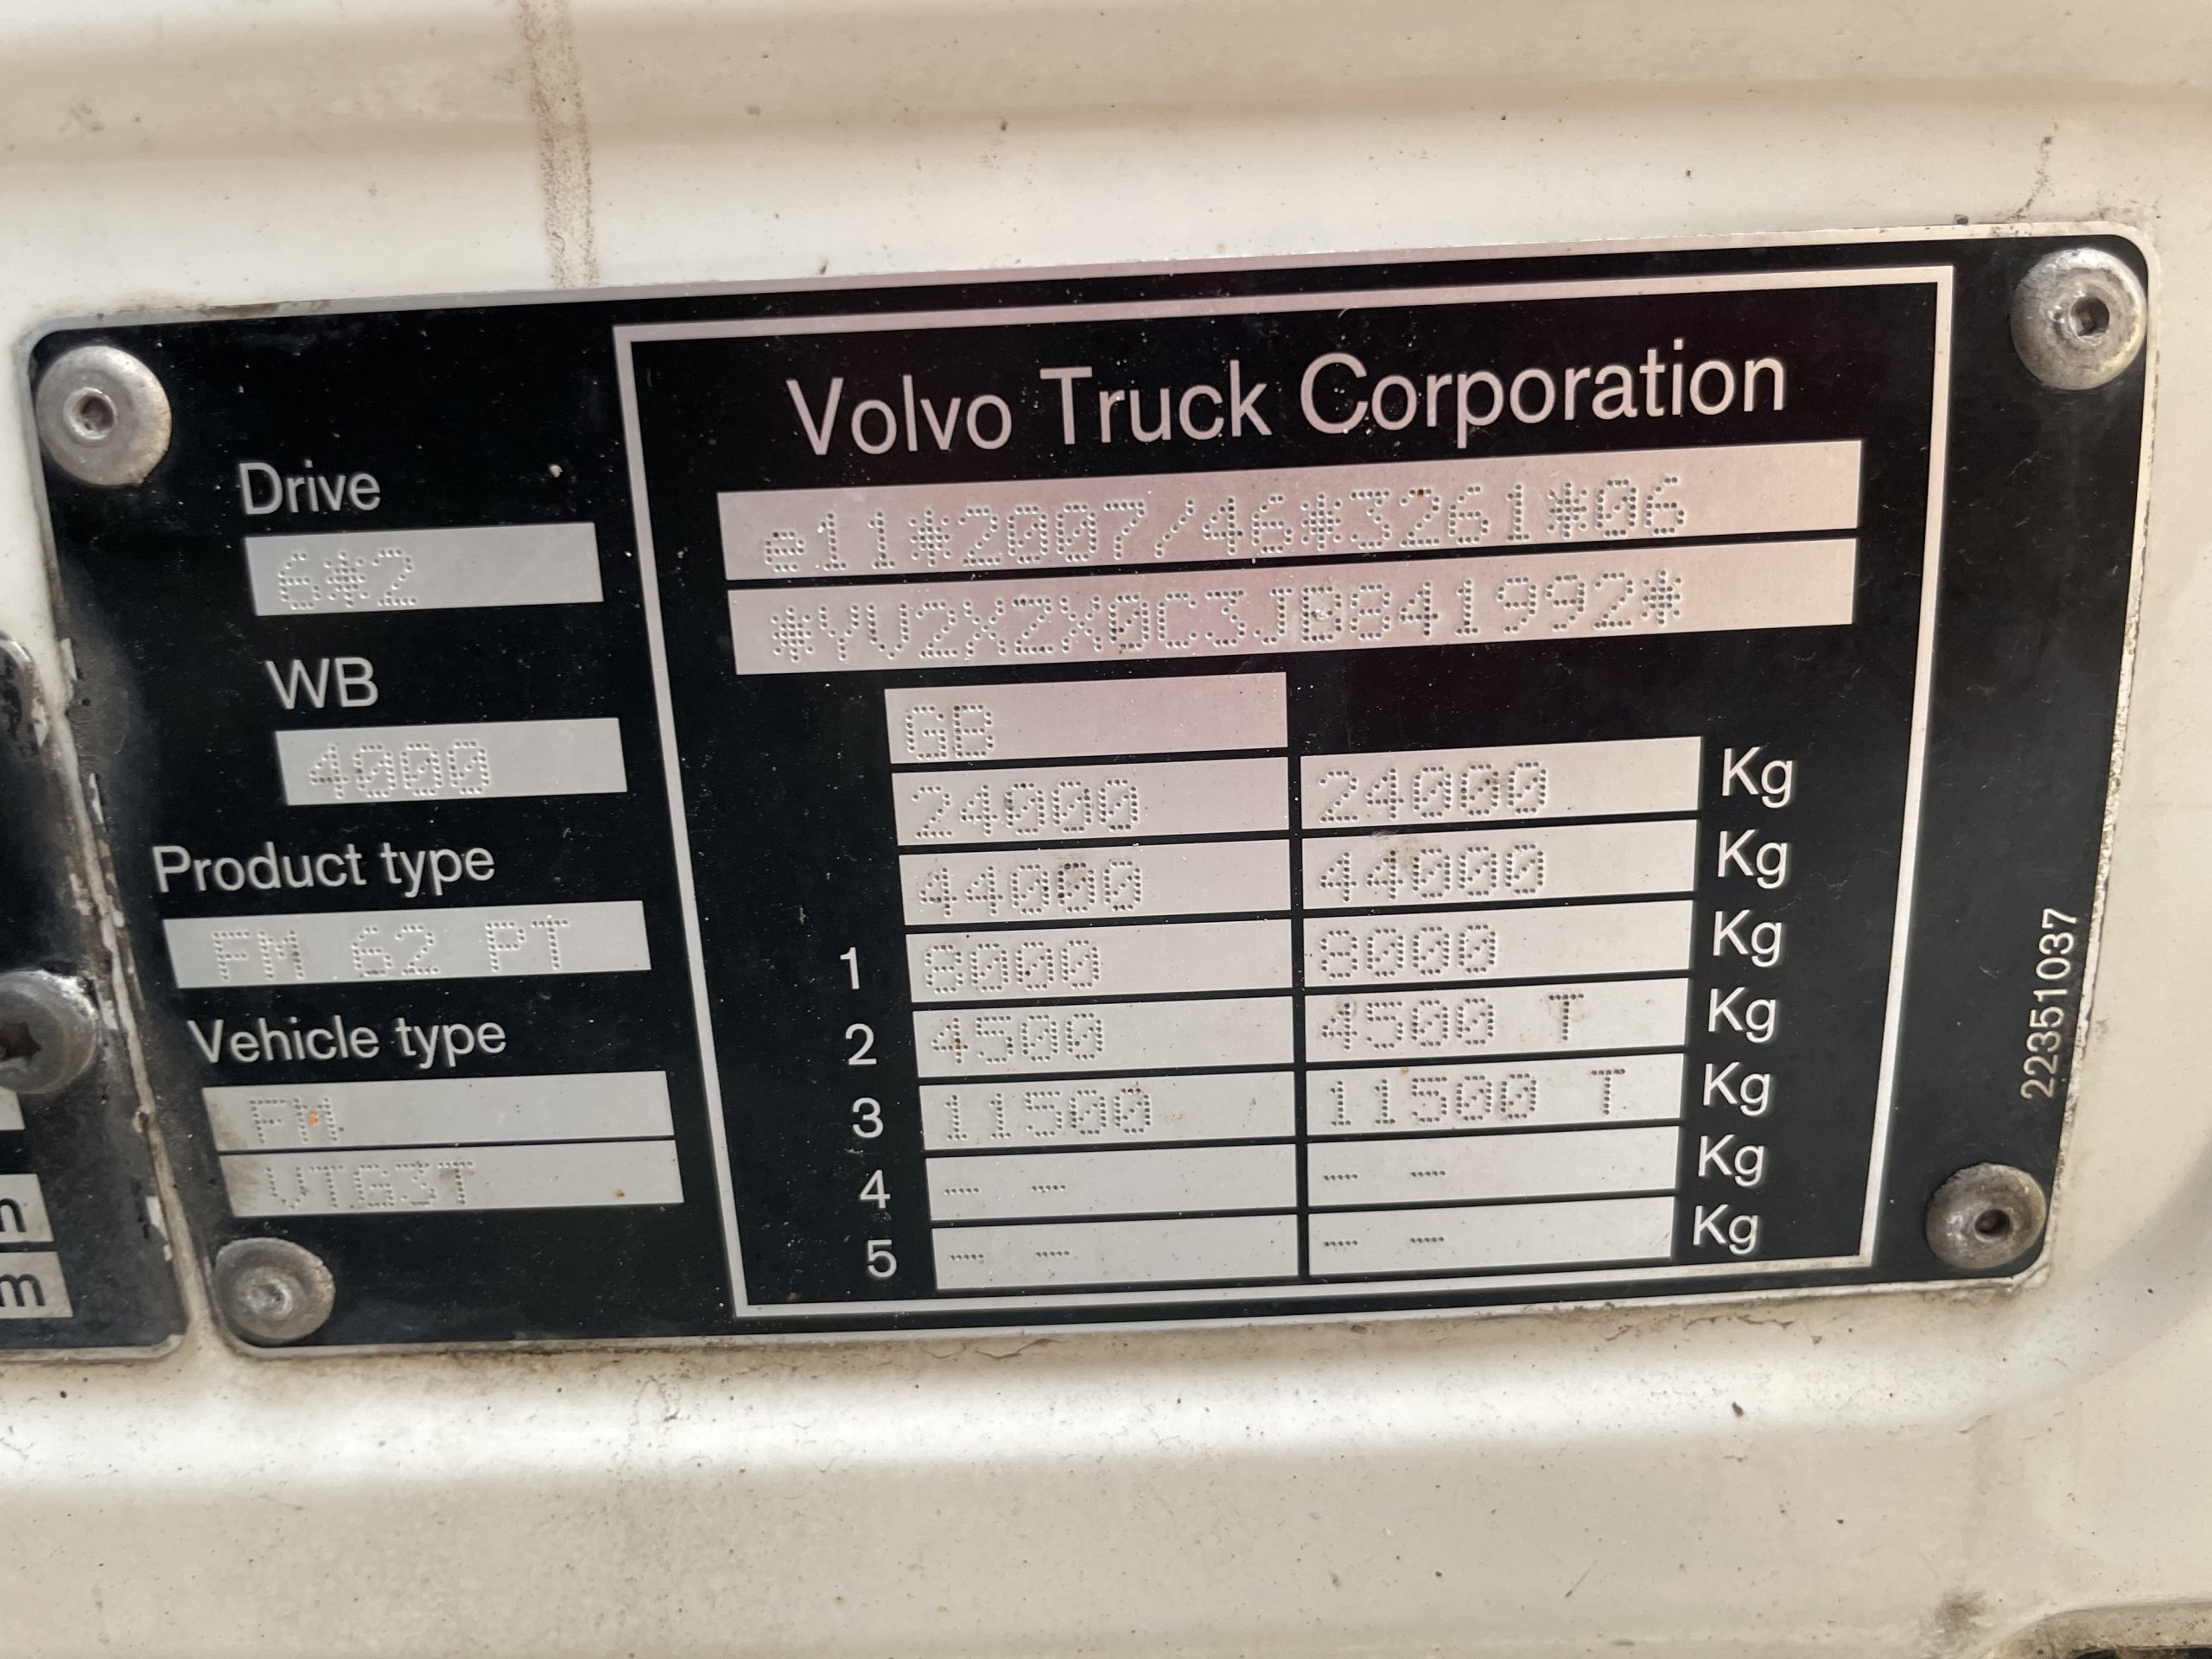 Drive
6*2
WB
4000
Product type
FM 62 PT
Vehicle type
FM
VTG3T
Volvo Truck Corporation
e11*2007/46*3261*06
*YV2XZX0C3JB841992*
GB
24000 24000 Kg
44000 44000 Kg
1 8000 8000 Kg
2 4500 4500 T Kg
3 11500 11500 T Kg
4 — — — — Kg
5 — — — — Kg
22351037
m